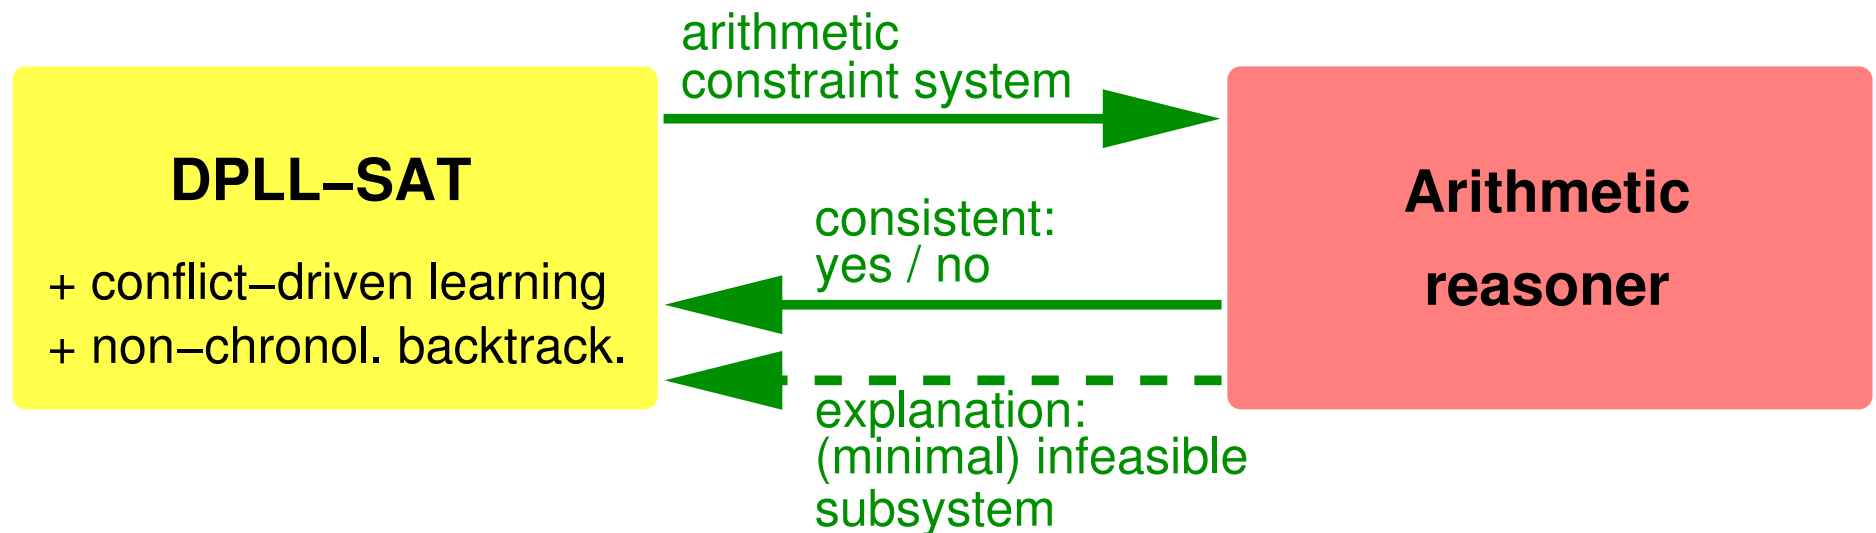 arithmetic
constraint system
DPLL–SAT
+ conflict–driven learning
+ non–chronol. backtrack.
consistent:
yes / no
explanation:
(minimal) infeasible
subsystem
Arithmetic
reasoner